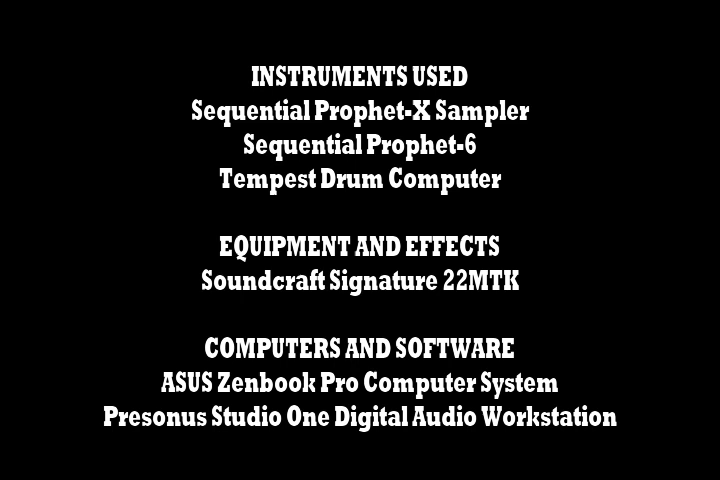 INSTRUMENTS USED
Sequential Prophet-X Sampler
Sequential Prophet-6
Tempest Drum Computer
EQUIPMENT AND EFFECTS
Soundcraft Signature 22MTK
COMPUTERS AND SOFTWARE
ASUS Zenbook Pro Computer System
Presonus Studio One Digital Audio Workstation